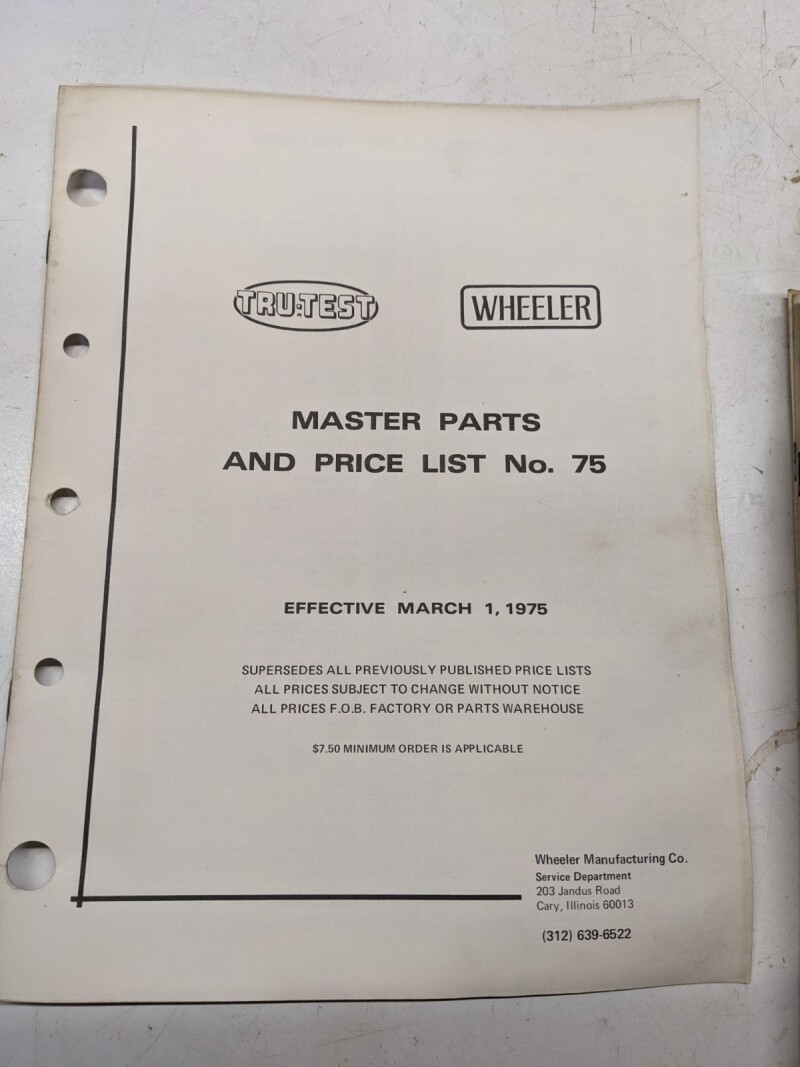 TRU-TEST
WHEELER
MASTER PARTS
AND PRICE LIST No. 75
EFFECTIVE MARCH 1, 1975
SUPERSEDES ALL PREVIOUSLY PUBLISHED PRICE LISTS
ALL PRICES SUBJECT TO CHANGE WITHOUT NOTICE
ALL PRICES F.O.B. FACTORY OR PARTS WAREHOUSE
$7.50 MINIMUM ORDER IS APPLICABLE
Wheeler Manufacturing Co.
Service Department
203 Jandus Road
Cary, Illinois 60013
(312) 639-6522